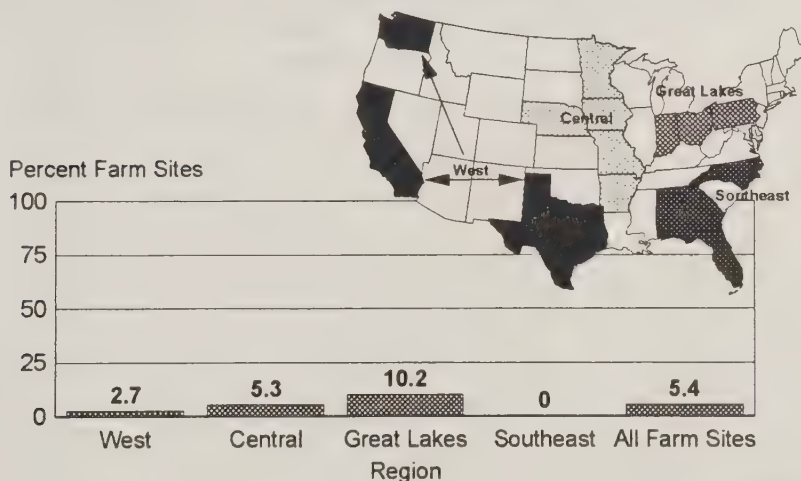 Great Lakes
Central
West
Southeast
Percent Farm Sites
100
75
50
25
0
2.7
5.3
10.2
0
5.4
West Central Great Lakes Southeast All Farm Sites
Region